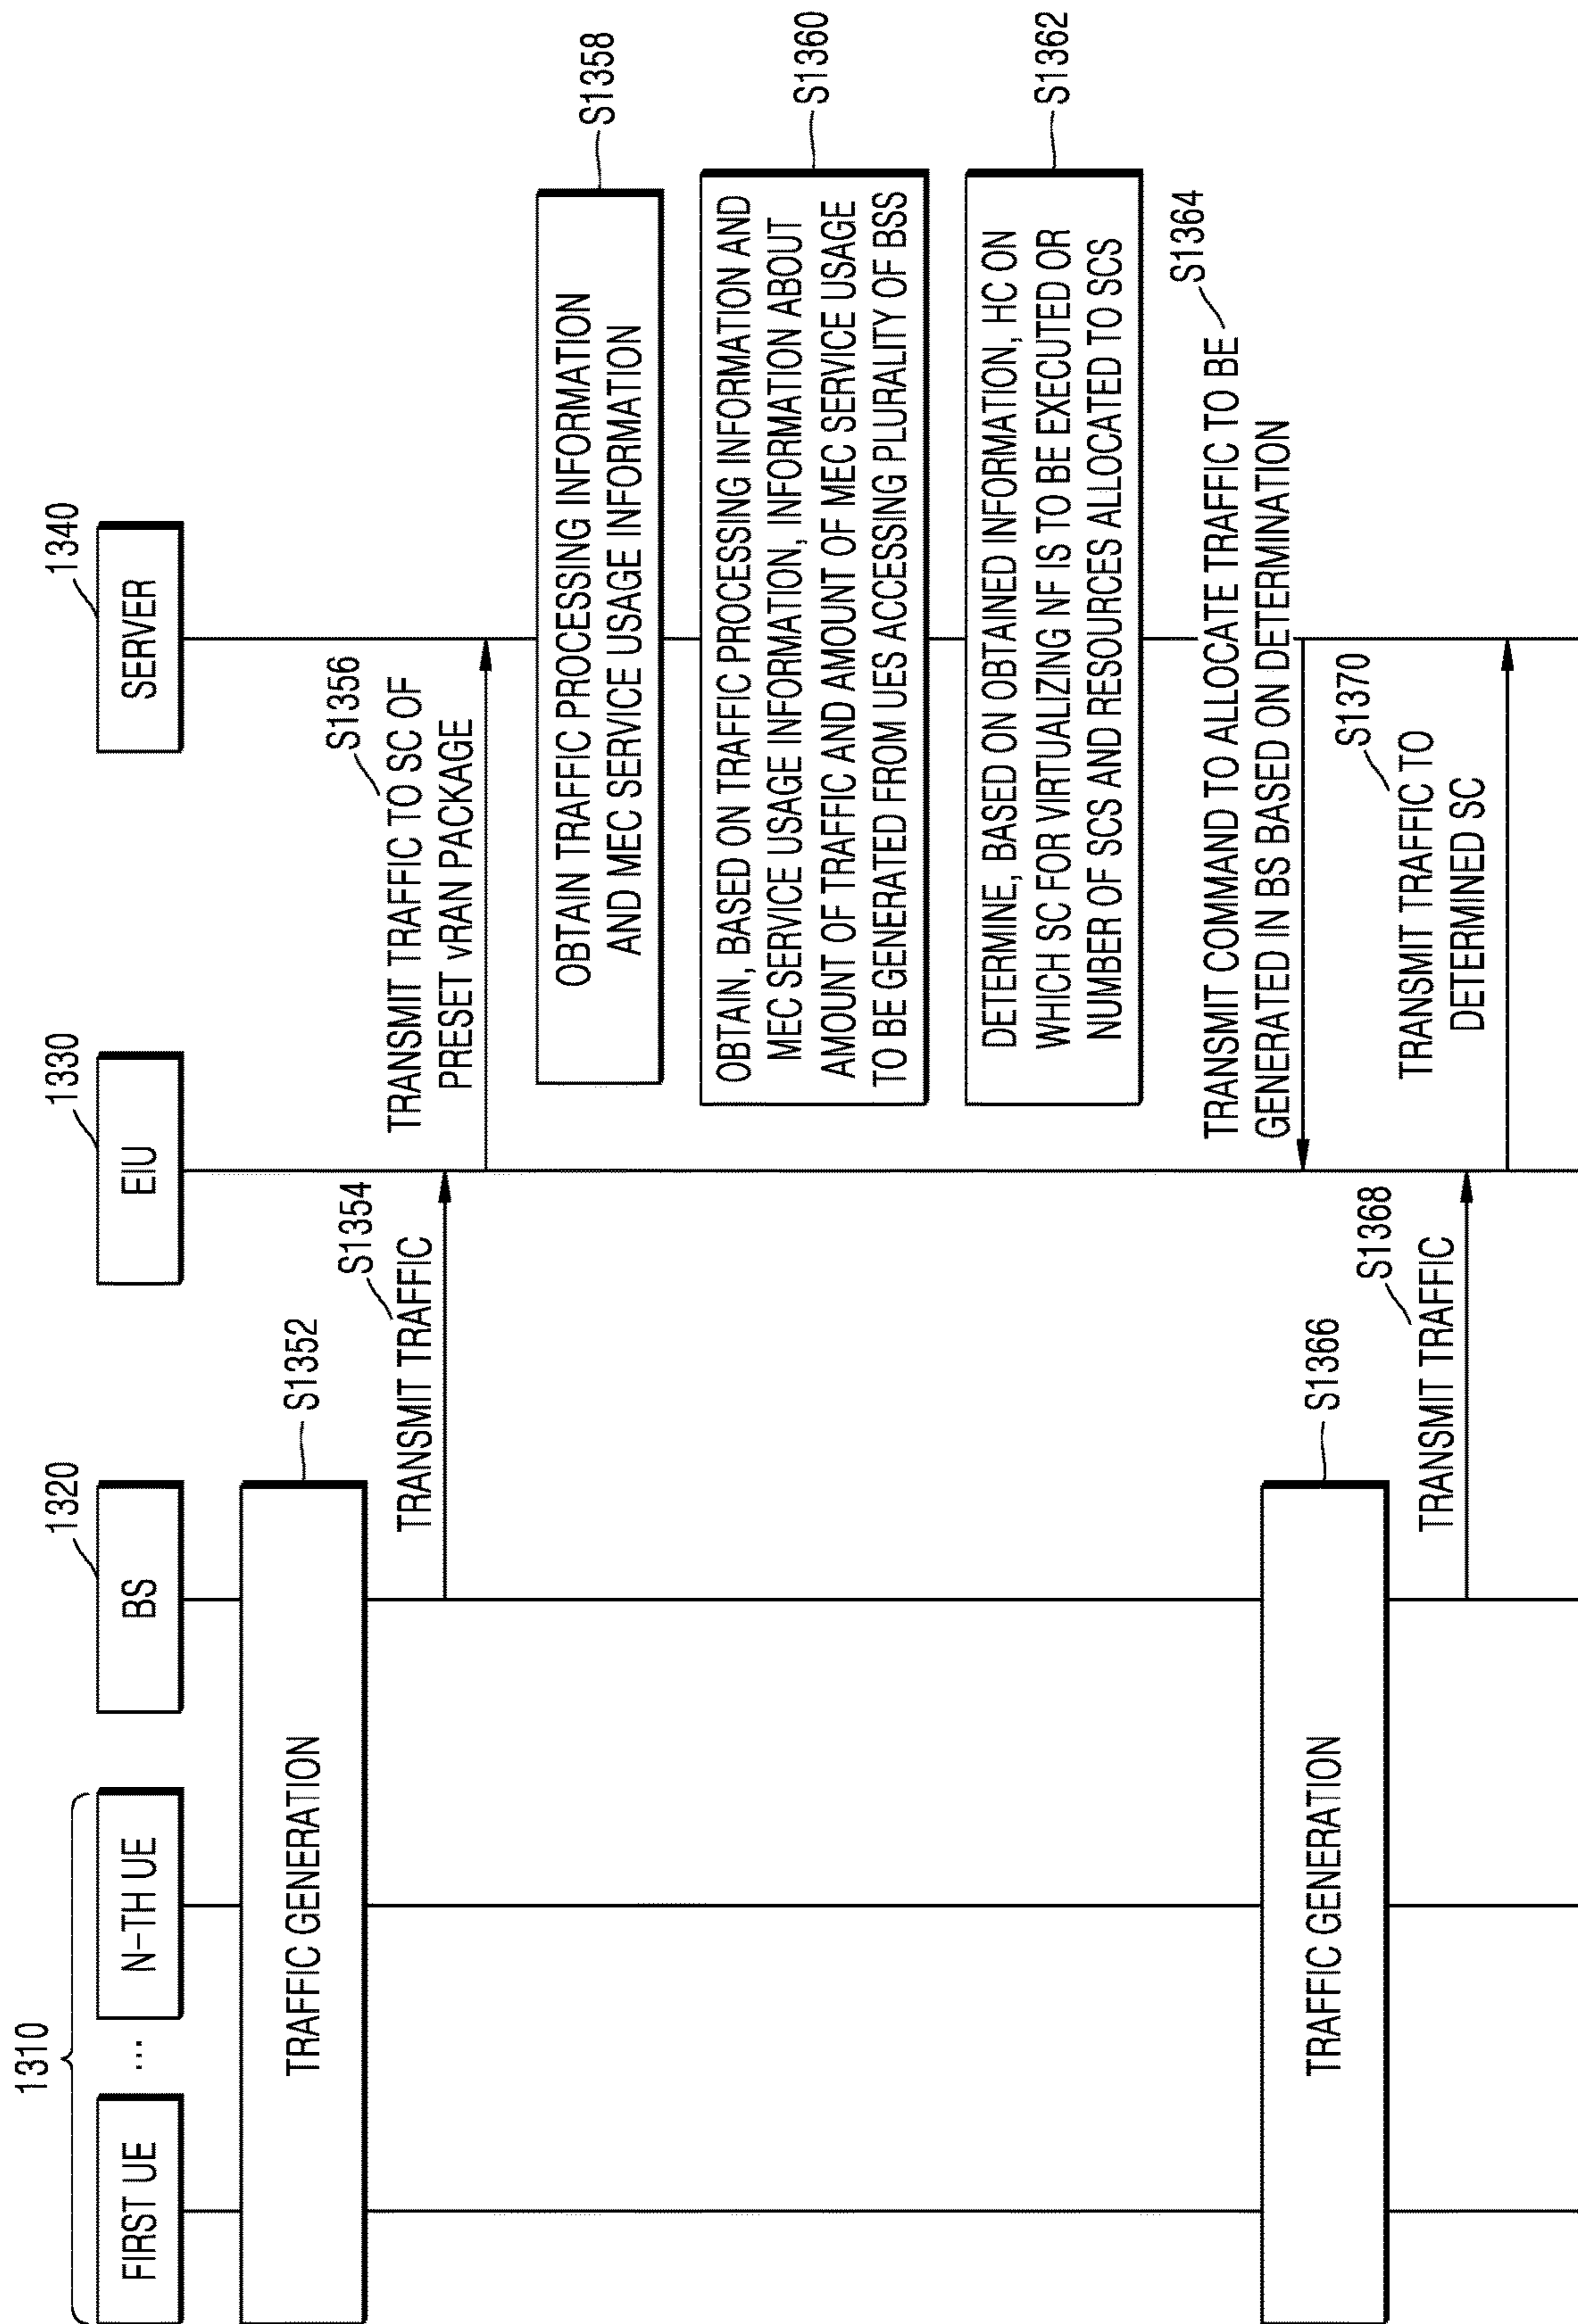 1310
1320
1330
1340
FIRST UE
...
N-TH UE
BS
EIU
SERVER
TRAFFIC GENERATION
S1352
S1354
TRANSMIT TRAFFIC
S1356
TRANSMIT TRAFFIC TO SC OF
PRESET vRAN PACKAGE
OBTAIN TRAFFIC PROCESSING INFORMATION
AND MEC SERVICE USAGE INFORMATION
S1358
OBTAIN, BASED ON TRAFFIC PROCESSING INFORMATION AND
MEC SERVICE USAGE INFORMATION, INFORMATION ABOUT
AMOUNT OF TRAFFIC AND AMOUNT OF MEC SERVICE USAGE
TO BE GENERATED FROM UES ACCESSING PLURALITY OF BSS
S1360
DETERMINE, BASED ON OBTAINED INFORMATION, HC ON
WHICH SC FOR VIRTUALIZING NF IS TO BE EXECUTED OR
NUMBER OF SCS AND RESOURCES ALLOCATED TO SCS
S1362
TRANSMIT COMMAND TO ALLOCATE TRAFFIC TO BE
GENERATED IN BS BASED ON DETERMINATION
S1364
TRAFFIC GENERATION
S1366
S1368
TRANSMIT TRAFFIC
S1370
TRANSMIT TRAFFIC TO
DETERMINED SC